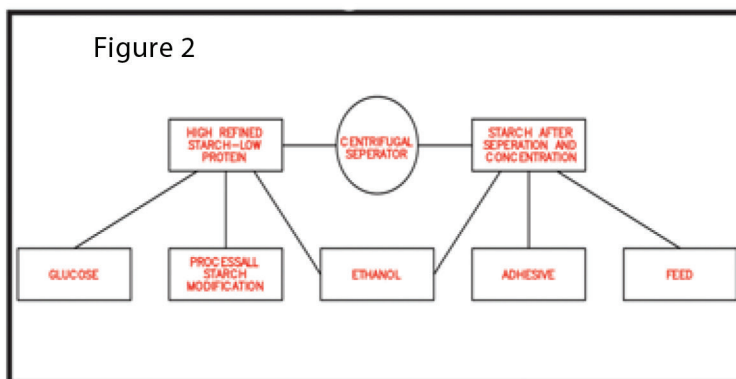 Figure 2
HIGH REFINED
STARCH-LOW
PROTEIN
CENTRIFUGAL
SEPERATOR
STARCH AFTER
SEPERATION AND
CONCENTRATION
GLUCOSE
PROCESSALL
STARCH
MODIFICATION
ETHANOL
ADHESIVE
FEED